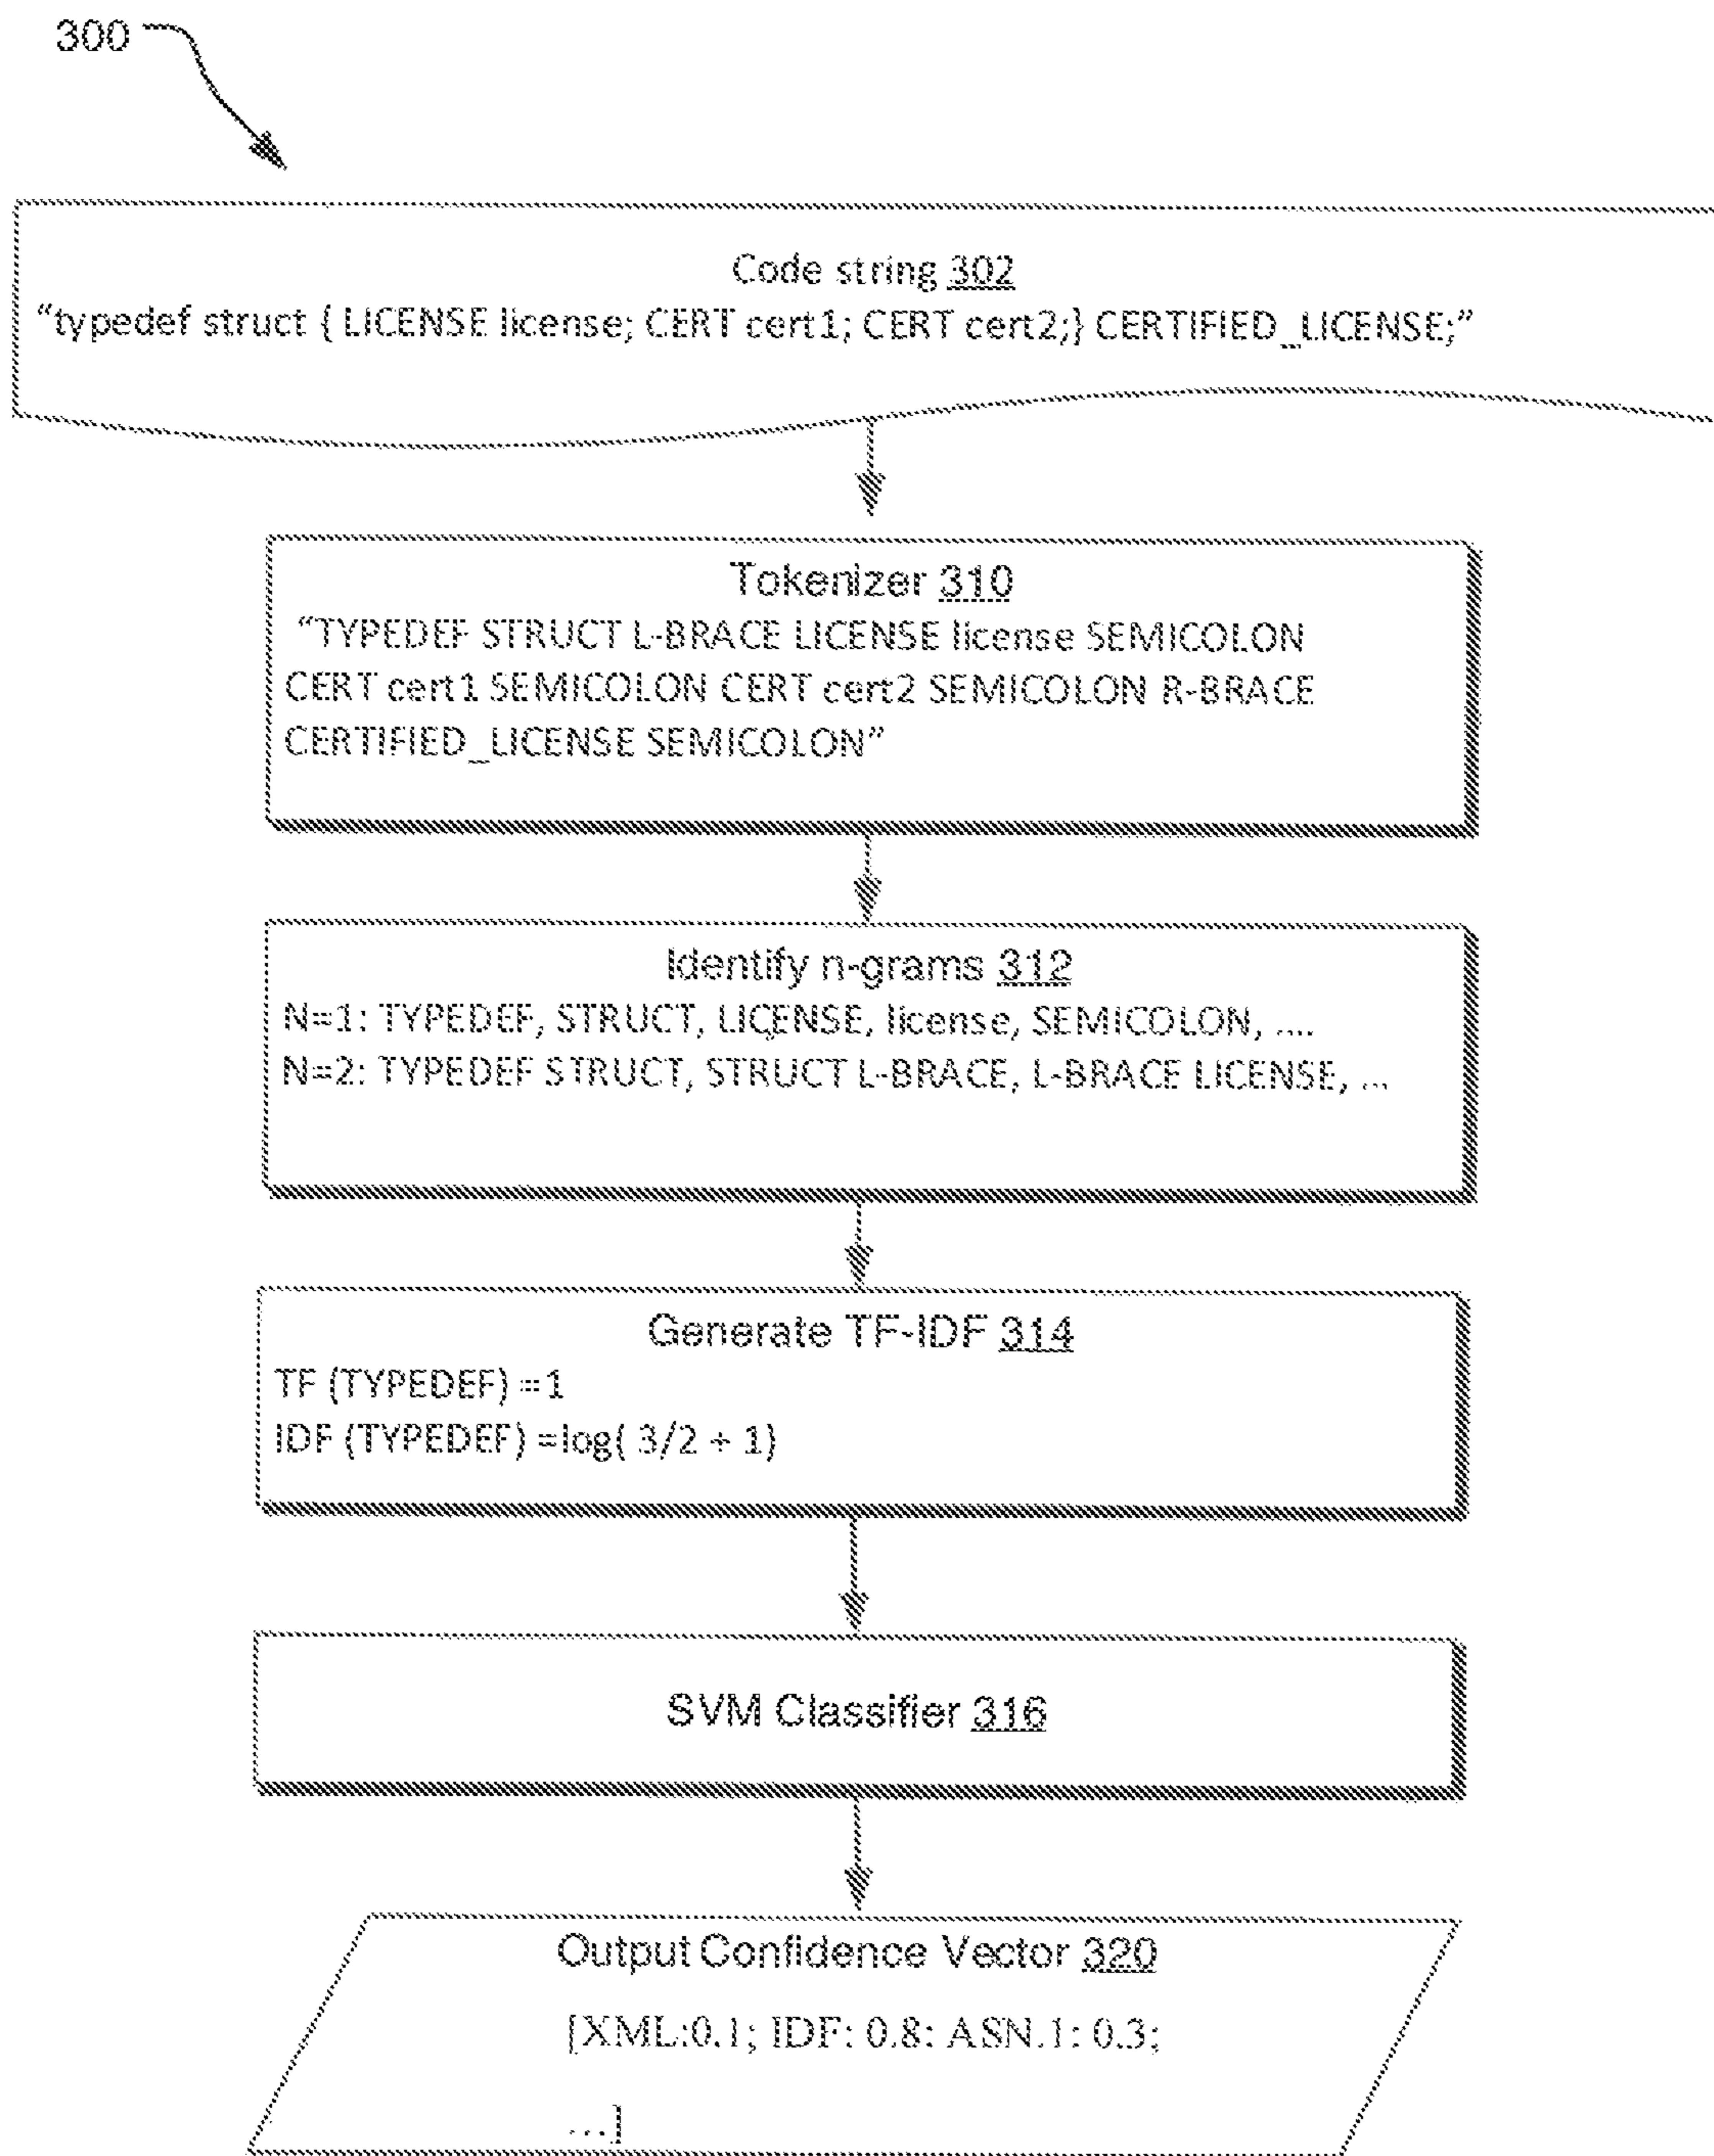 300
Code string 302
“typedef struct { LICENSE license; CERT cert1; CERT cert2;} CERTIFIED_LICENSE;”
Tokenizer 310
“TYPEDEF STRUCT L-BRACE LICENSE license SEMICOLON
CERT cert1 SEMICOLON CERT cert2 SEMICOLON R-BRACE
CERTIFIED_LICENSE SEMICOLON”
Identify n-grams 312
N=1: TYPEDEF, STRUCT, LICENSE, license, SEMICOLON, ....
N=2: TYPEDEF STRUCT, STRUCT L-BRACE, L-BRACE LICENSE, ...
Generate TF-IDF 314
TF (TYPEDEF) =1
IDF (TYPEDEF) =log( 3/2 + 1)
SVM Classifier 316
Output Confidence Vector 320
[XML:0.1; IDF: 0.8: ASN.1: 0.3;
...]